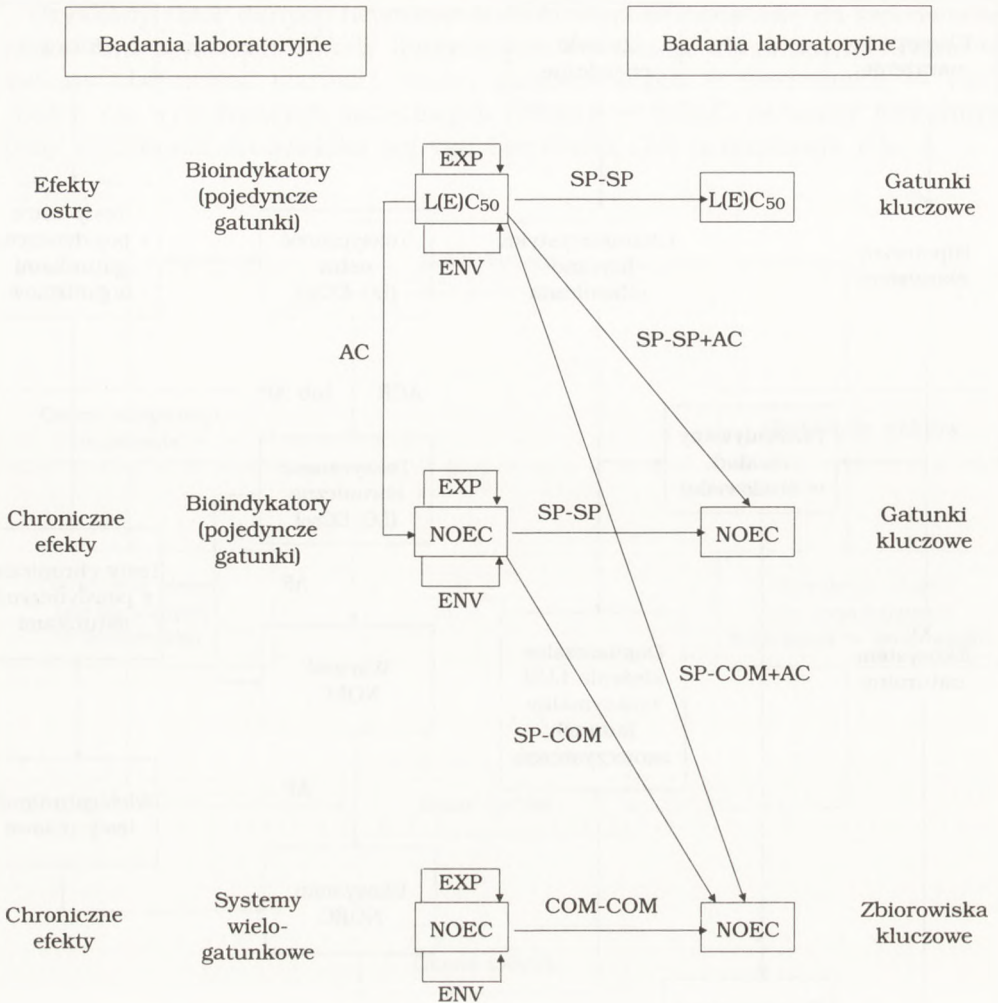 Badania laboratoryjne
Badania laboratoryjne
Efekty
ostre
Bioindykatory
(pojedyncze
gatunki)
EXP
L(E)C50
ENV
SP-SP
L(E)C50
Gatunki
kluczowe
AC
SP-SP+AC
Chroniczne
efekty
Bioindykatory
(pojedyncze
gatunki)
EXP
NOEC
ENV
SP-SP
NOEC
Gatunki
kluczowe
SP-COM+AC
SP-COM
Chroniczne
efekty
Systemy
wielo-
gatunkowe
EXP
NOEC
ENV
COM-COM
NOEC
Zbiorowiska
kluczowe